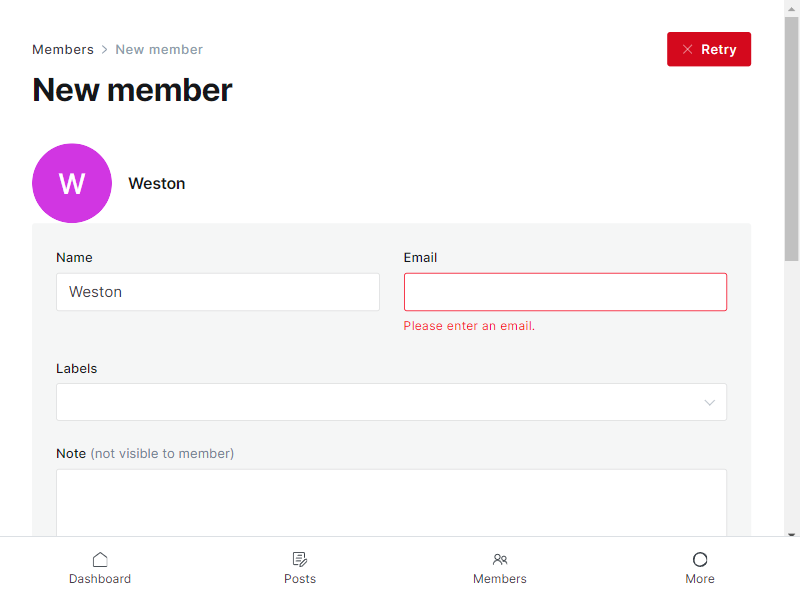 Members > New member
Retry
New member
W
Weston
Name
Email
Weston
Please enter an email.
Labels
Note (not visible to member)
Dashboard
Posts
Members
More